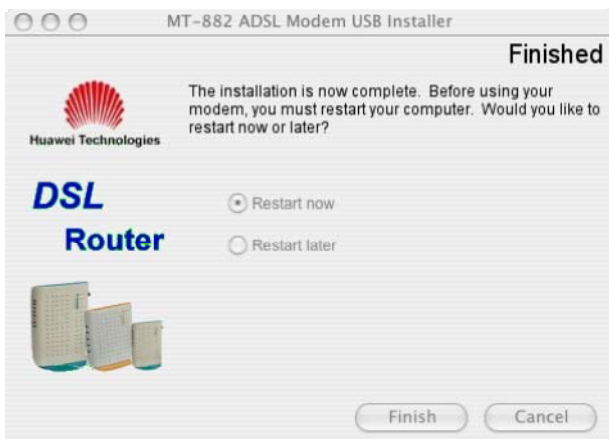 MT-882 ADSL Modem USB Installer
Finished
The installation is now complete. Before using your
modem, you must restart your computer. Would you like to
restart now or later?
Huawei Technologies
DSL
Router
Restart now
Restart later
Finish
Cancel